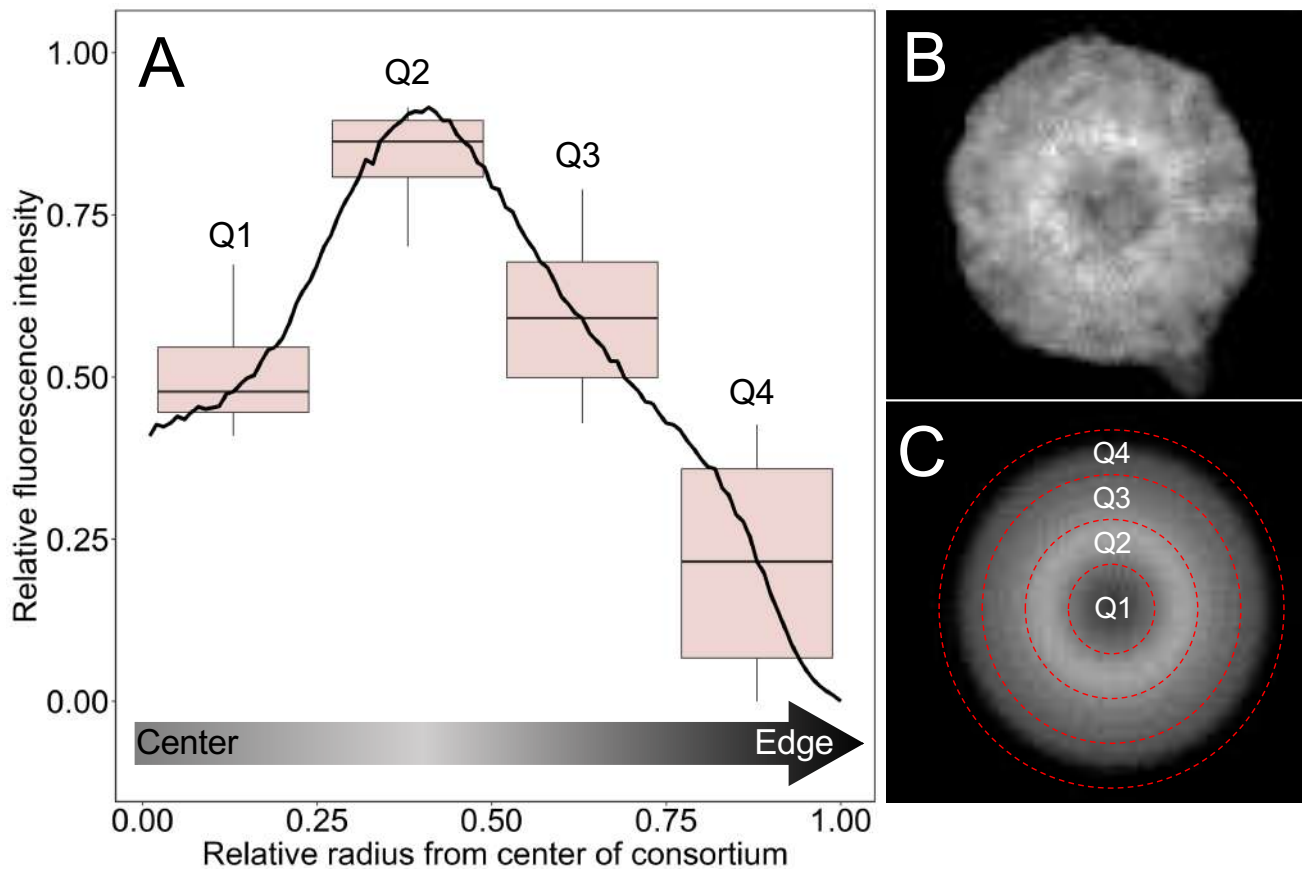 A
Q1
Q2
Q3
Q4
1.00
0.75
0.50
0.25
0.00
Relative fluorescence intensity
Center
Edge
0.00
0.25
0.50
0.75
1.00
Relative radius from center of consortium
B
C
Q4
Q3
Q2
Q1